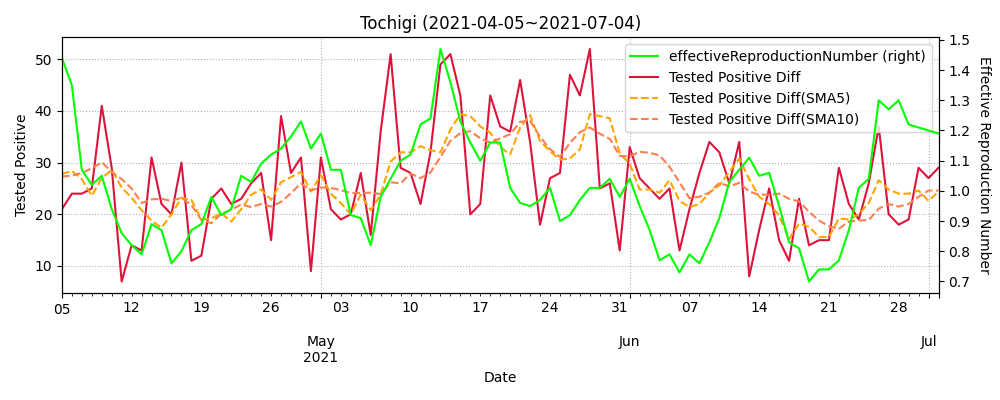 Tochigi (2021-04-05~2021-07-04)
effectiveReproductionNumber (right)
Tested Positive Diff
Tested Positive Diff(SMA5)
Tested Positive Diff(SMA10)
Tested Positive
50
40
30
20
10
Effective Reproduction Number
1.5
1.4
1.3
1.2
1.1
1.0
0.9
0.8
0.7
05 12 19 26 03 10 17 24 31 07 14 21 28
May Jun Jul
2021
Date